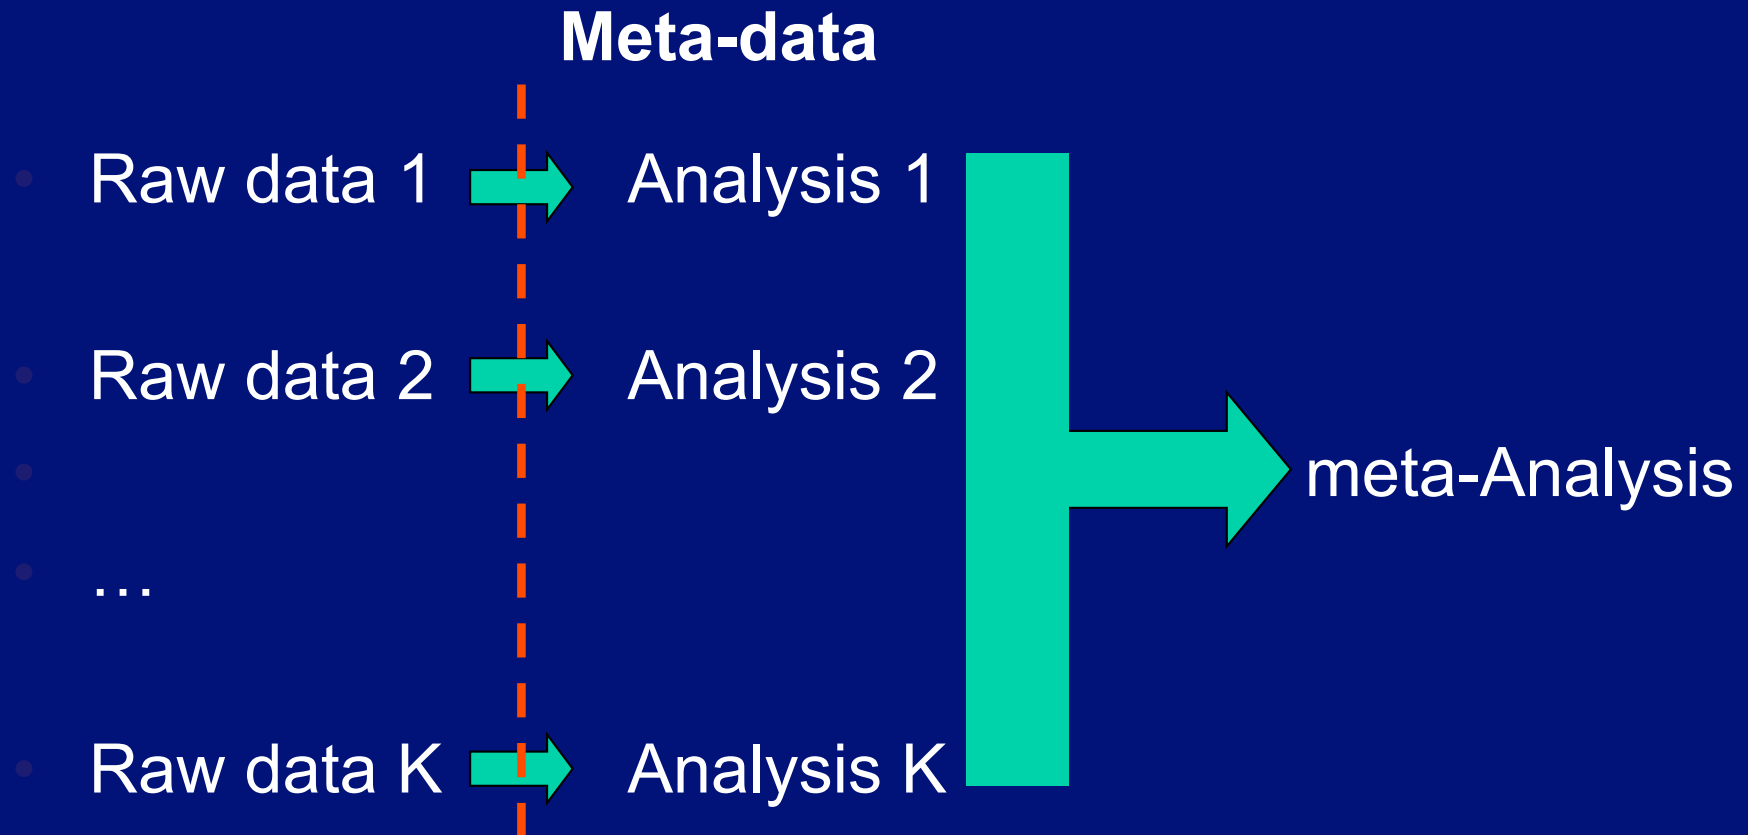 Meta-data
Raw data 1 Analysis 1
Raw data 2 Analysis 2
meta-Analysis
…
Raw data K Analysis K